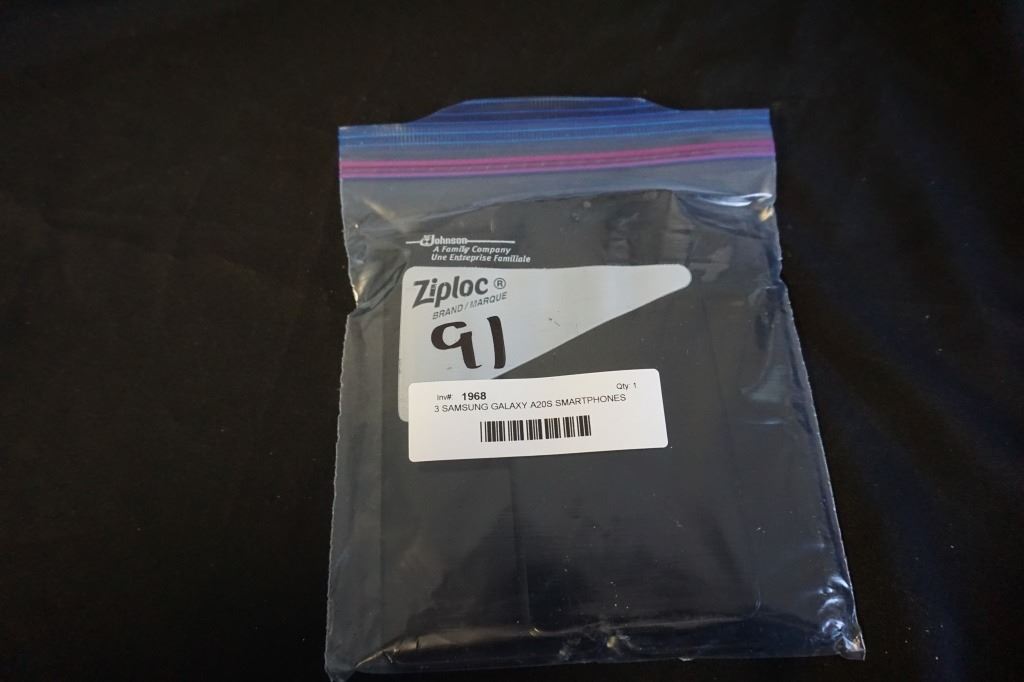 SC Johnson
A Family Company
Une Entreprise Familiale
Ziploc ®
BRAND / MARQUE
91
Inv#: 1968 Qty: 1
3 SAMSUNG GALAXY A20S SMARTPHONES